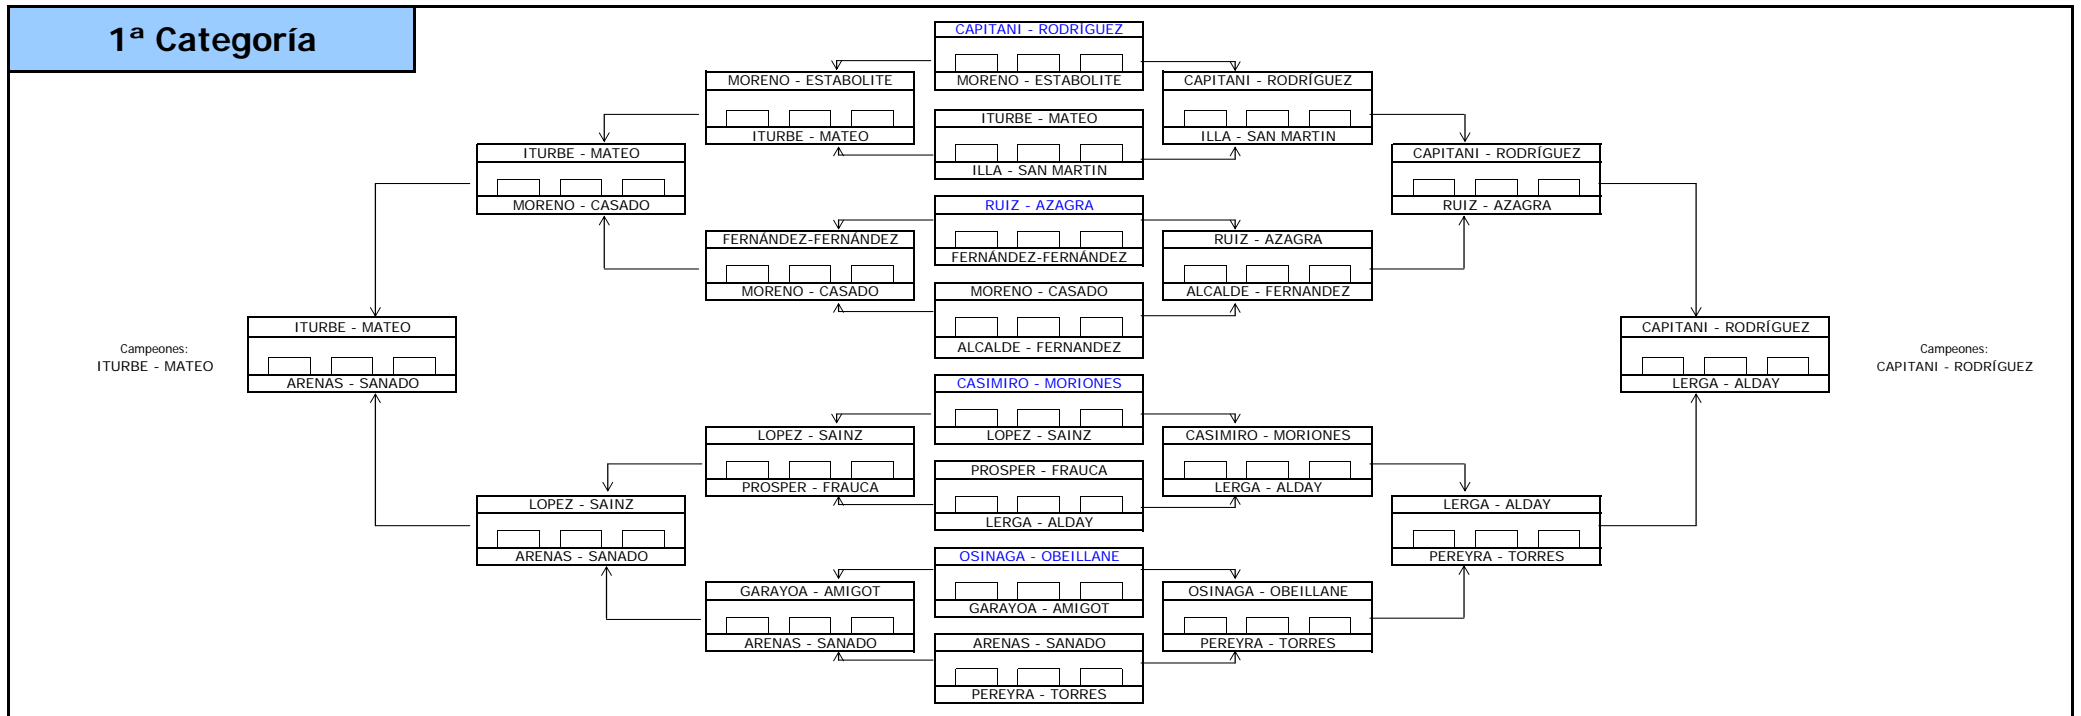 1ª Categoría
CAPITANI - RODRÍGUEZ
MORENO - ESTABOLITE
MORENO - ESTABOLITE
ITURBE - MATEO
CAPITANI - RODRÍGUEZ
ILLA - SAN MARTIN
ITURBE - MATEO
ILLA - SAN MARTIN
ITURBE - MATEO
MORENO - CASADO
CAPITANI - RODRÍGUEZ
RUIZ - AZAGRA
RUIZ - AZAGRA
FERNÁNDEZ-FERNÁNDEZ
FERNÁNDEZ-FERNÁNDEZ
MORENO - CASADO
RUIZ - AZAGRA
ALCALDE - FERNANDEZ
MORENO - CASADO
ALCALDE - FERNANDEZ
Campeones:
ITURBE - MATEO
ITURBE - MATEO
ARENAS - SANADO
CAPITANI - RODRÍGUEZ
LERGA - ALDAY
Campeones:
CAPITANI - RODRÍGUEZ
CASIMIRO - MORIONES
LOPEZ - SAINZ
LOPEZ - SAINZ
PROSPER - FRAUCA
CASIMIRO - MORIONES
LERGA - ALDAY
PROSPER - FRAUCA
LERGA - ALDAY
LOPEZ - SAINZ
ARENAS - SANADO
LERGA - ALDAY
PEREYRA - TORRES
OSINAGA - OBEILLANE
GARAYOA - AMIGOT
GARAYOA - AMIGOT
ARENAS - SANADO
OSINAGA - OBEILLANE
PEREYRA - TORRES
ARENAS - SANADO
PEREYRA - TORRES